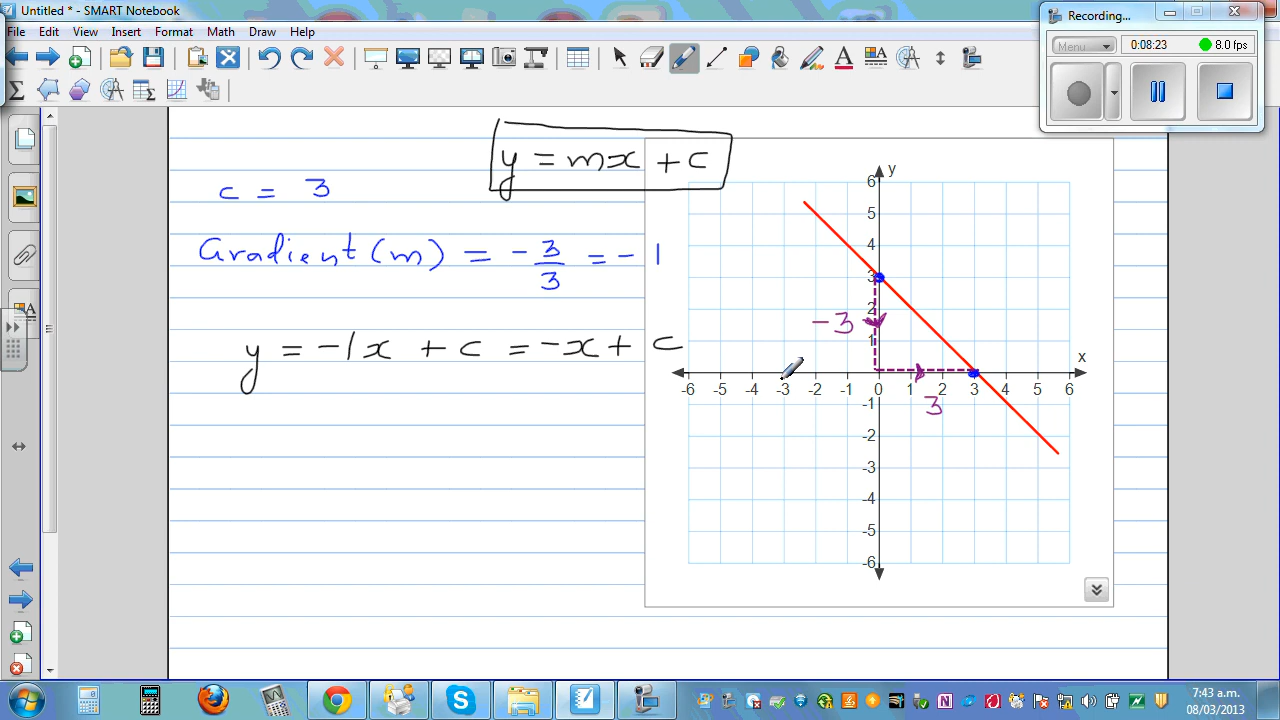 Untitled * - SMART Notebook
File Edit View Insert Format Math Draw Help
Recording...
Menu 0:08:23 8.0 fps
y = mx + c
c = 3
Gradient (m) = - 3/3 = - 1
y = -1x + c = -x + c
y
x
6
5
4
3
2
1
-6 -5 -4 -3 -2 -1 0 1 2 3 4 5 6
-1
-2
-3
-4
-5
-6
-3
3
7:43 a.m.
08/03/2013